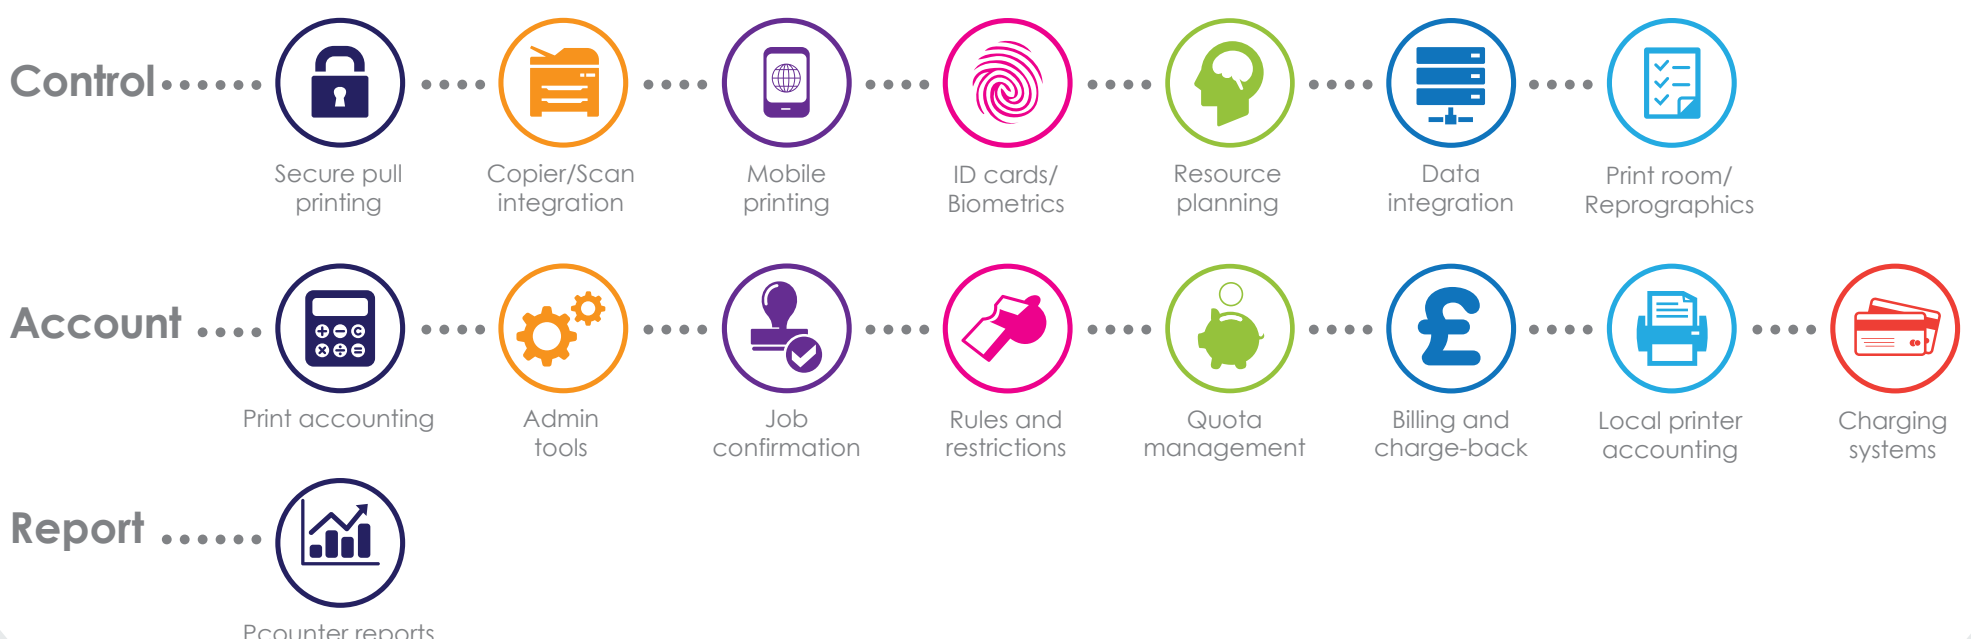 Control
Secure pull
printing
Copier/Scan
integration
Mobile
printing
ID cards/
Biometrics
Resource
planning
Data
integration
Print room/
Reprographics
Account
Print accounting
Admin
tools
Job
confirmation
Rules and
restrictions
Quota
management
£
Billing and
charge-back
Local printer
accounting
Charging
systems
Report
Pcounter reports